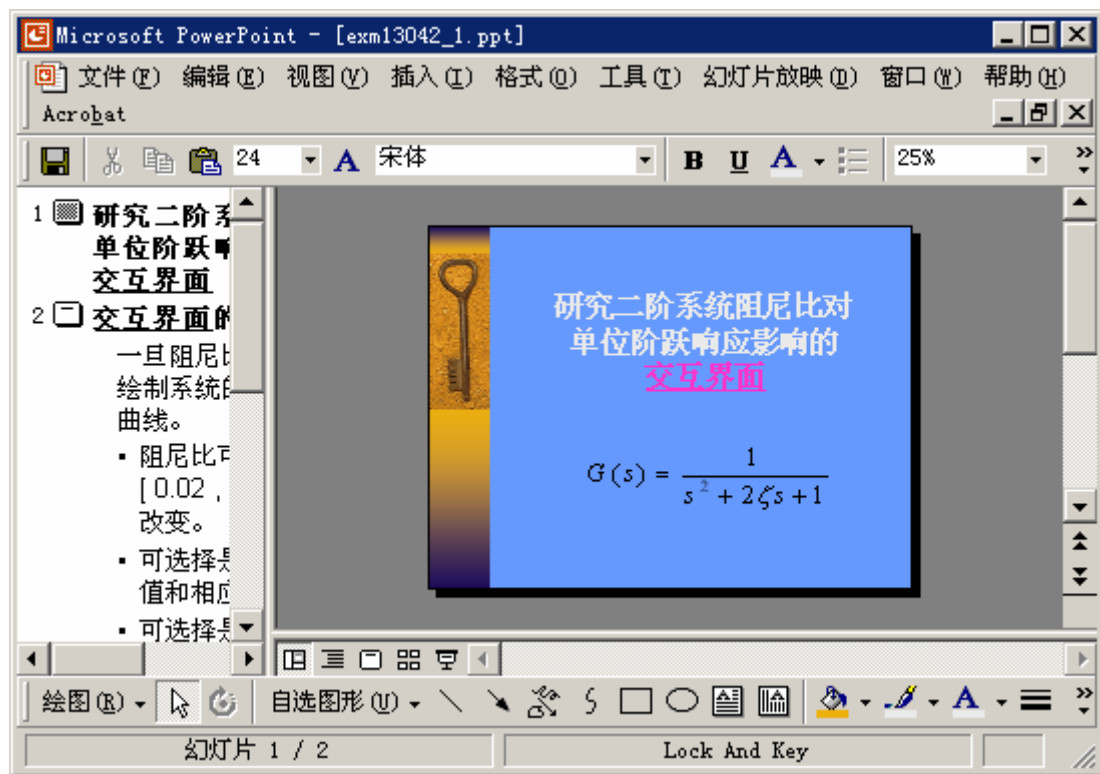 Microsoft PowerPoint - [exm13042_1.ppt]
文件(F) 编辑(E) 视图(V) 插入(I) 格式(O) 工具(T) 幻灯片放映(D) 窗口(W) 帮助(H)
Acrobat
24 A 宋体 B U A 25%
1 研究二阶系
单位阶跃响
交互界面
2 交互界面的
一旦阻尼比
绘制系统的
曲线。
▪ 阻尼比可
[0.02 ,
改变。
▪ 可选择是
值和相应
▪ 可选择是
研究二阶系统阻尼比对
单位阶跃响应影响的
交互界面
G(s) = 1 / (s² + 2ζs + 1)
绘图(R) 自选图形(U) A
幻灯片 1 / 2 Lock And Key